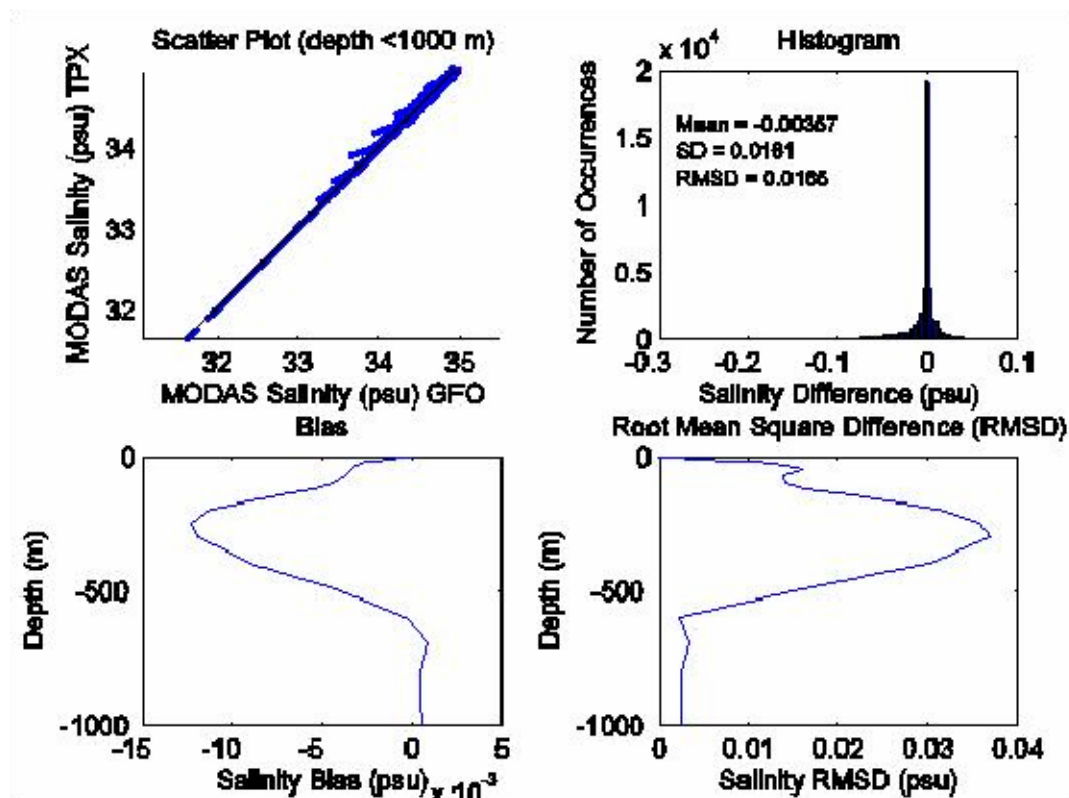 Scatter Plot (depth <1000 m)
MODAS Salinity (psu) TPX
34
33
32
32
33
34
35
MODAS Salinity (psu) GFO
x 10⁴
Histogram
Number of Occurrences
2
1.5
1
0.5
0
Mean = -0.00357
SD = 0.0161
RMSD = 0.0165
-0.3
-0.2
-0.1
0
0.1
Salinity Difference (psu)
Bias
Depth (m)
0
-500
-1000
-15
-10
-5
0
5
Salinity Bias (psu)
x 10⁻³
Root Mean Square Difference (RMSD)
Depth (m)
0
-500
-1000
0
0.01
0.02
0.03
0.04
Salinity RMSD (psu)